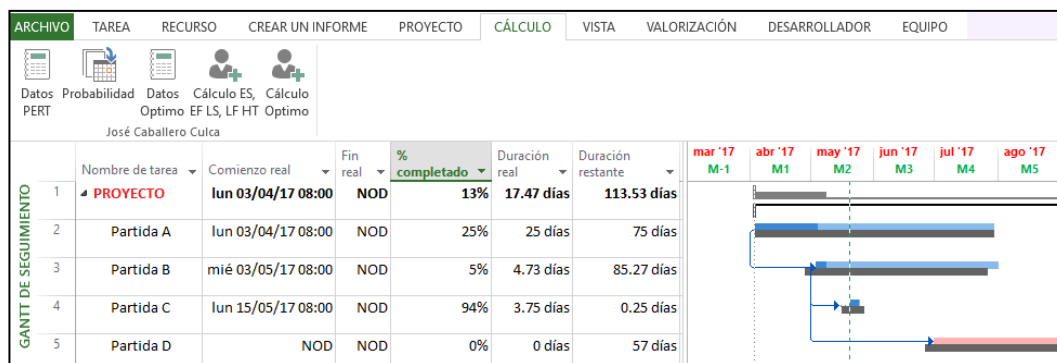 ARCHIVO TAREA RECURSO CREAR UN INFORME PROYECTO CÁLCULO VISTA VALORIZACIÓN DESARROLLADOR EQUIPO
Datos Probabilidad Datos Cálculo ES, Cálculo
PERT Optimo EF LS, LF HT Optimo
José Caballero Culca
mar '17 abr '17 may '17 jun '17 jul '17 ago '17
M-1 M1 M2 M3 M4 M5
Fin % Duración Duración
Nombre de tarea Comienzo real real completado real restante
GANTT DE SEGUIMIENTO
1 PROYECTO lun 03/04/17 08:00 NOD 13% 17.47 días 113.53 días
2 Partida A lun 03/04/17 08:00 NOD 25% 25 días 75 días
3 Partida B mié 03/05/17 08:00 NOD 5% 4.73 días 85.27 días
4 Partida C lun 15/05/17 08:00 NOD 94% 3.75 días 0.25 días
5 Partida D NOD NOD 0% 0 días 57 días